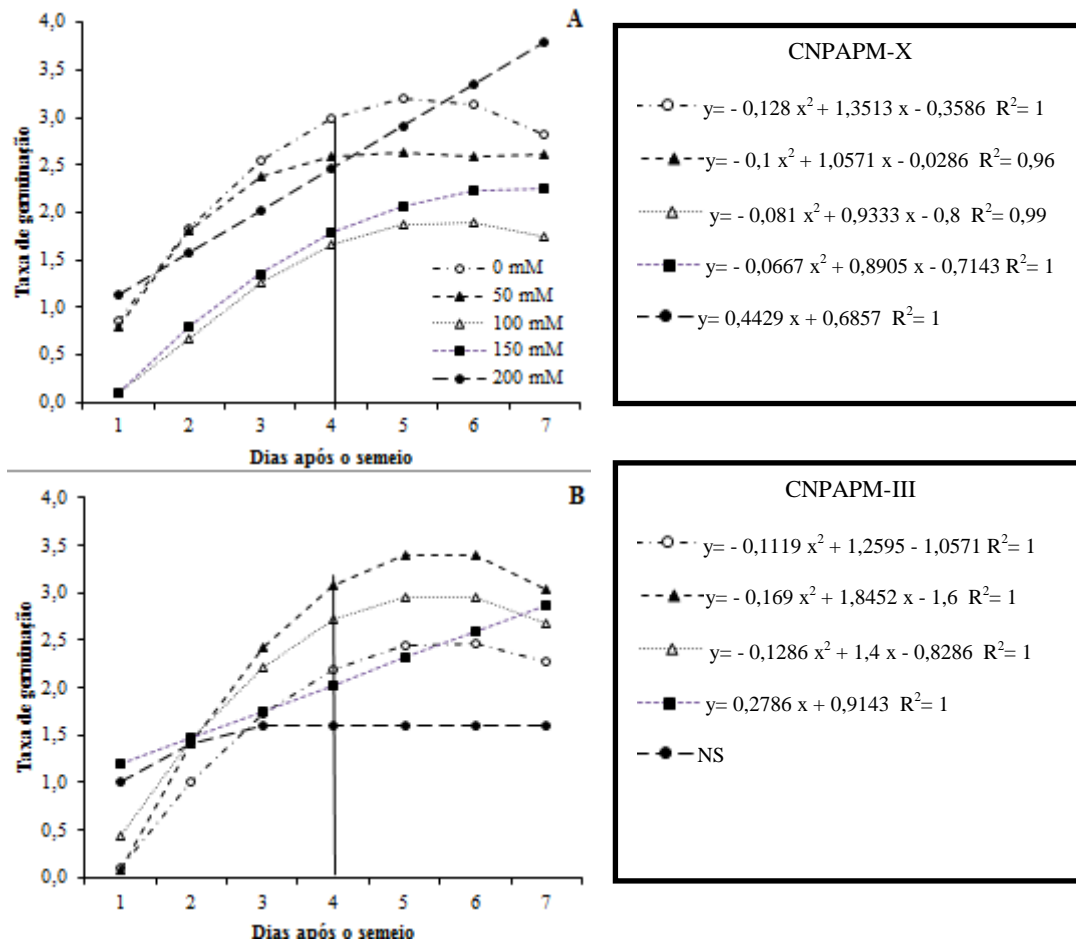 A
Taxa de germinação
4,0
3,5
3,0
2,5
2,0
1,5
1,0
0,5
0,0
0 mM
50 mM
100 mM
150 mM
200 mM
1 2 3 4 5 6 7
Dias após o semeio
CNPAPM-X
y= - 0,128 x² + 1,3513 x - 0,3586 R²= 1
y= - 0,1 x² + 1,0571 x - 0,0286 R²= 0,96
y= - 0,081 x² + 0,9333 x - 0,8 R²= 0,99
y= - 0,0667 x² + 0,8905 x - 0,7143 R²= 1
y= 0,4429 x + 0,6857 R²= 1
B
Taxa de germinação
4,0
3,5
3,0
2,5
2,0
1,5
1,0
0,5
0,0
1 2 3 4 5 6 7
Dias após o semeio
CNPAPM-III
y= - 0,1119 x² + 1,2595 - 1,0571 R²= 1
y= - 0,169 x² + 1,8452 x - 1,6 R²= 1
y= - 0,1286 x² + 1,4 x - 0,8286 R²= 1
y= 0,2786 x + 0,9143 R²= 1
NS